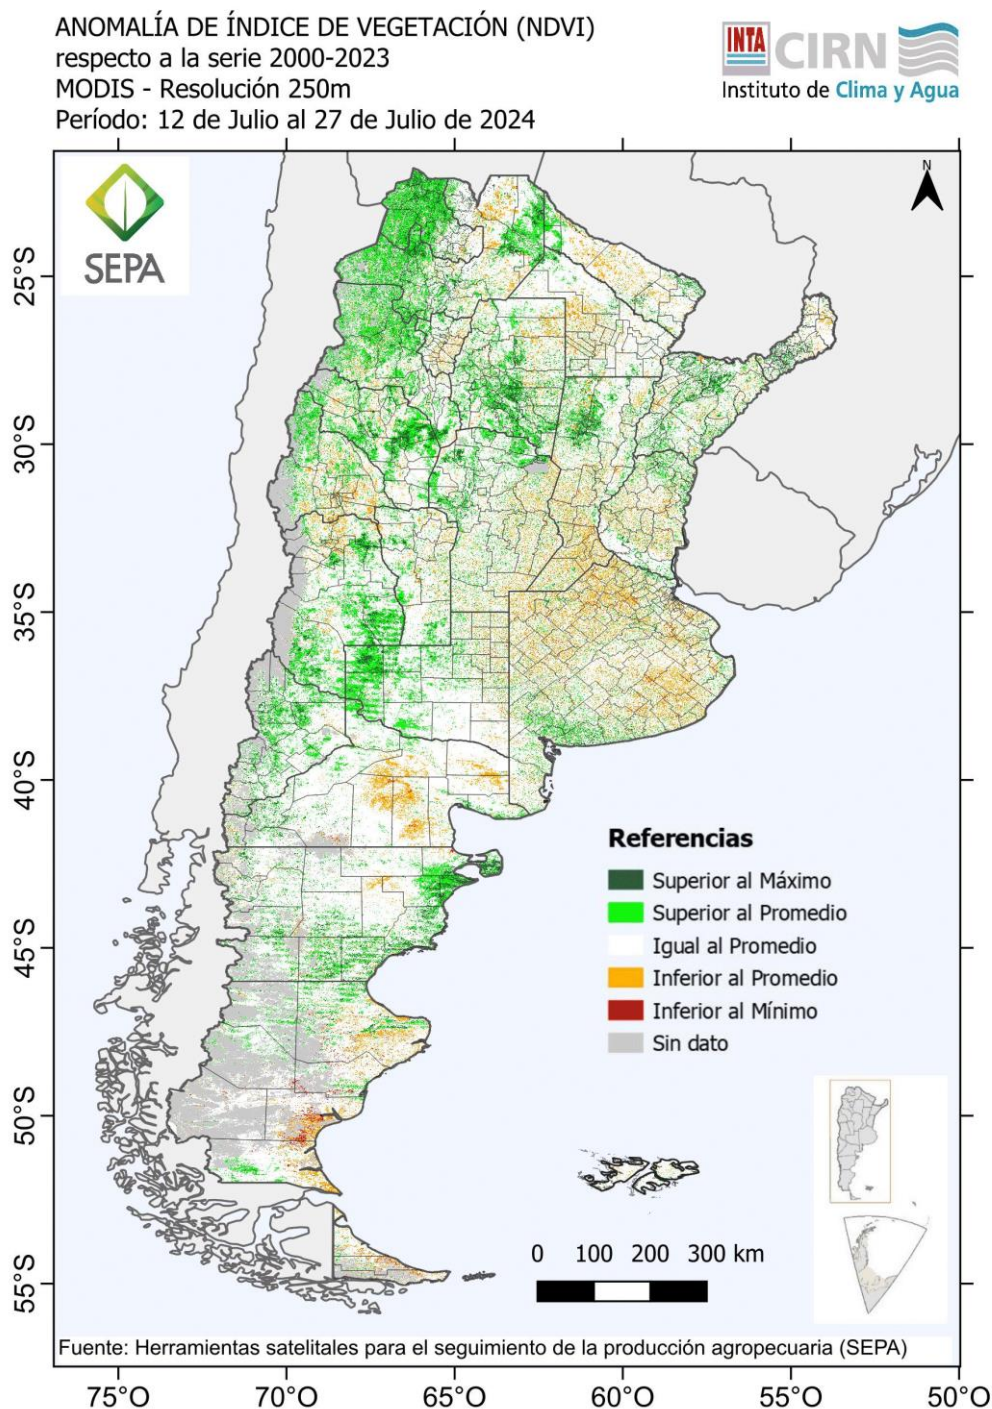 ANOMALÍA DE ÍNDICE DE VEGETACIÓN (NDVI)
respecto a la serie 2000-2023
MODIS - Resolución 250m
Período: 12 de Julio al 27 de Julio de 2024
INTA CIRN
Instituto de Clima y Agua
SEPA
N
25°S
30°S
35°S
40°S
45°S
50°S
55°S
Referencias
Superior al Máximo
Superior al Promedio
Igual al Promedio
Inferior al Promedio
Inferior al Mínimo
Sin dato
0 100 200 300 km
Fuente: Herramientas satelitales para el seguimiento de la producción agropecuaria (SEPA)
75°O 70°O 65°O 60°O 55°O 50°O